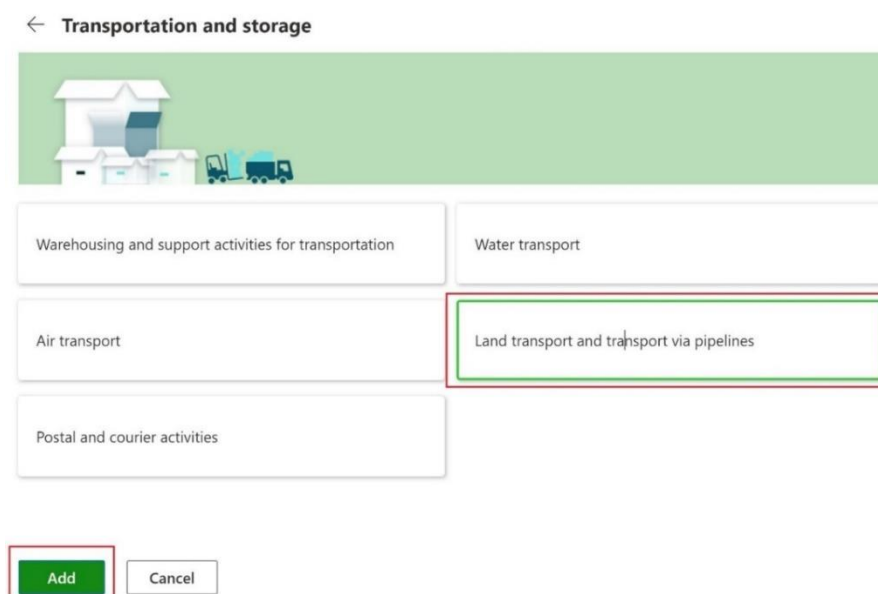 Transportation and storage
Warehousing and support activities for transportation
Water transport
Air transport
Land transport and transport via pipelines
Postal and courier activities
Add
Cancel